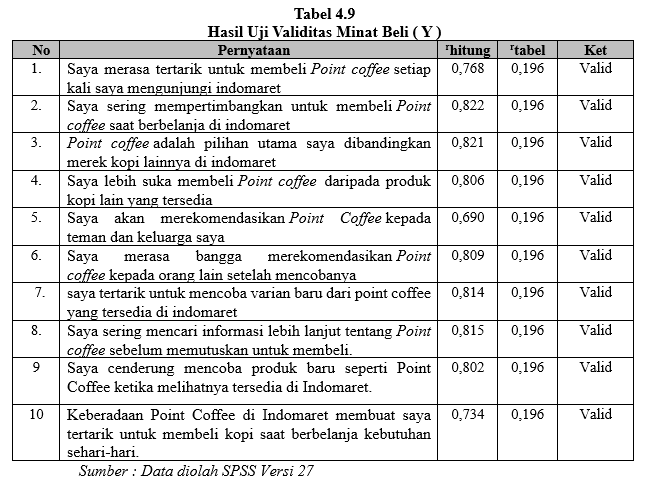 Tabel 4.9
Hasil Uji Validitas Minat Beli ( Y )
No Pernyataan rhitung rtabel Ket
1. Saya merasa tertarik untuk membeli Point coffee setiap 0,768 0,196 Valid
kali saya mengunjungi indomaret
2. Saya sering mempertimbangkan untuk membeli Point 0,822 0,196 Valid
coffee saat berbelanja di indomaret
3. Point coffee adalah pilihan utama saya dibandingkan 0,821 0,196 Valid
merek kopi lainnya di indomaret
4. Saya lebih suka membeli Point coffee daripada produk 0,806 0,196 Valid
kopi lain yang tersedia
5. Saya akan merekomendasikan Point Coffee kepada 0,690 0,196 Valid
teman dan keluarga saya
6. Saya merasa bangga merekomendasikan Point 0,809 0,196 Valid
coffee kepada orang lain setelah mencobanya
7. saya tertarik untuk mencoba varian baru dari point coffee 0,814 0,196 Valid
yang tersedia di indomaret
8. Saya sering mencari informasi lebih lanjut tentang Point 0,815 0,196 Valid
coffee sebelum memutuskan untuk membeli.
9 Saya cenderung mencoba produk baru seperti Point 0,802 0,196 Valid
Coffee ketika melihatnya tersedia di Indomaret.
10 Keberadaan Point Coffee di Indomaret membuat saya 0,734 0,196 Valid
tertarik untuk membeli kopi saat berbelanja kebutuhan
sehari-hari.
Sumber : Data diolah SPSS Versi 27